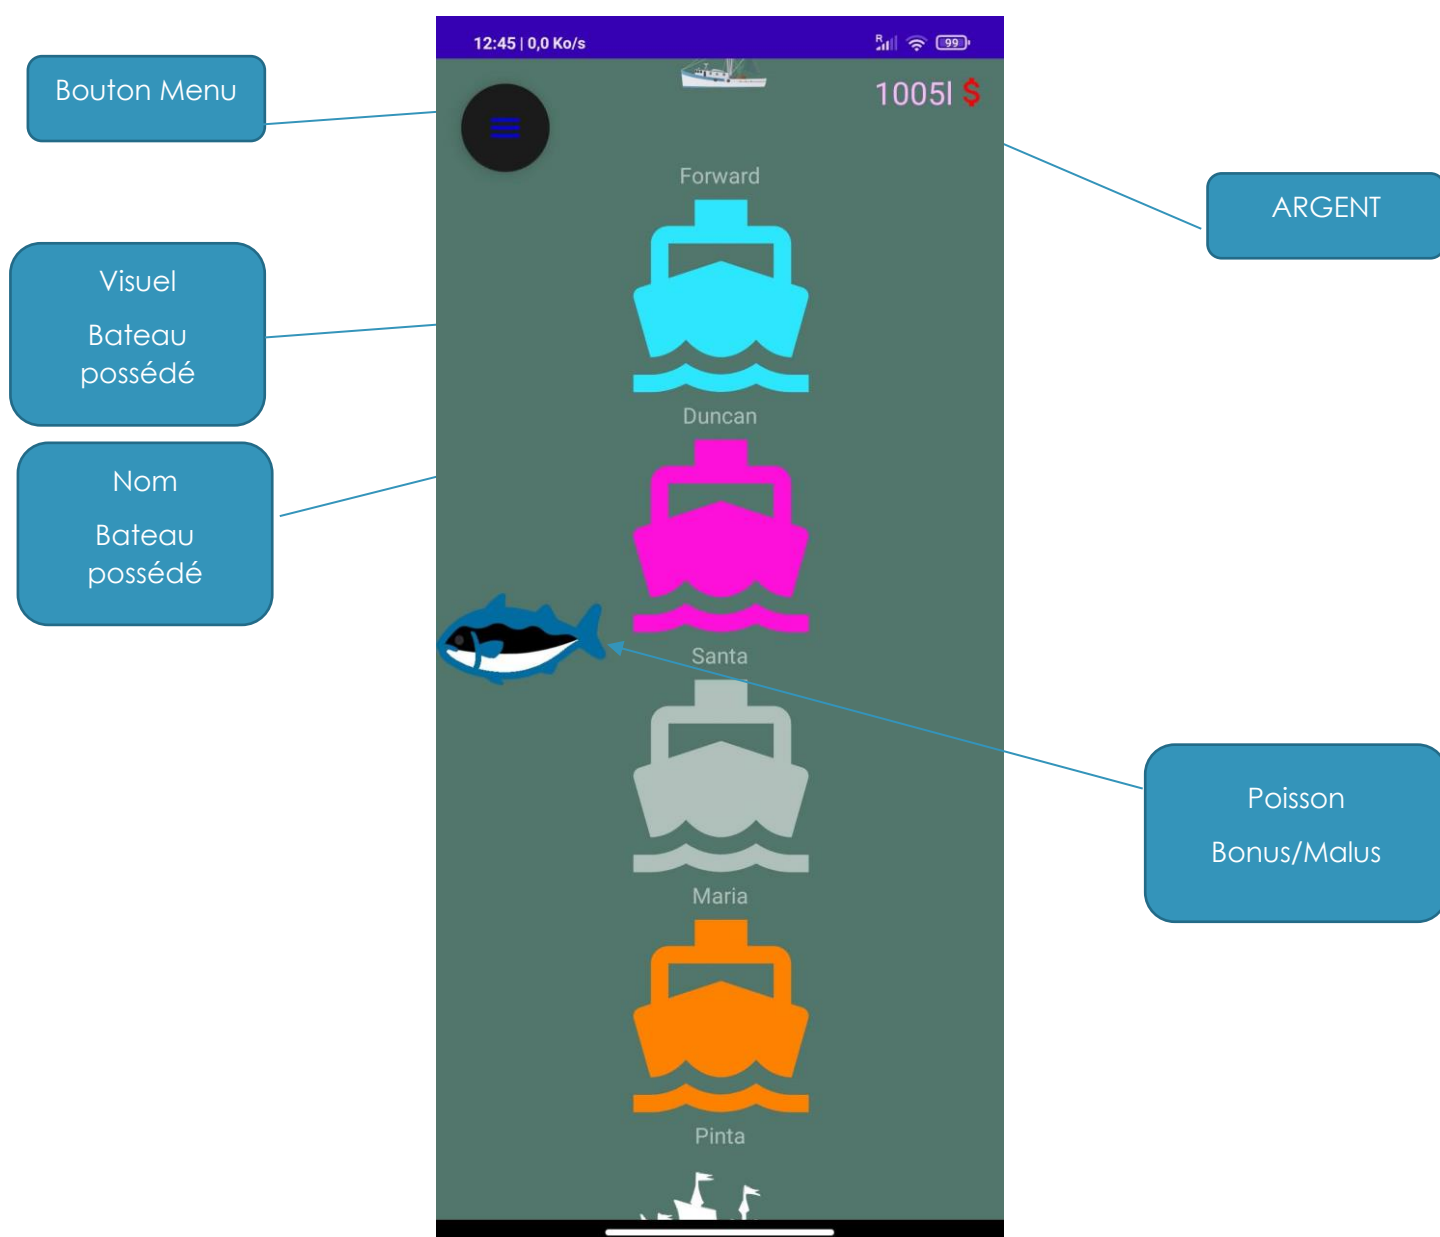 12:45 | 0,0 Ko/s
R
99
Bouton Menu
1005l $
Forward
ARGENT
Visuel
Bateau
possédé
Duncan
Nom
Bateau
possédé
Santa
Poisson
Bonus/Malus
Maria
Pinta